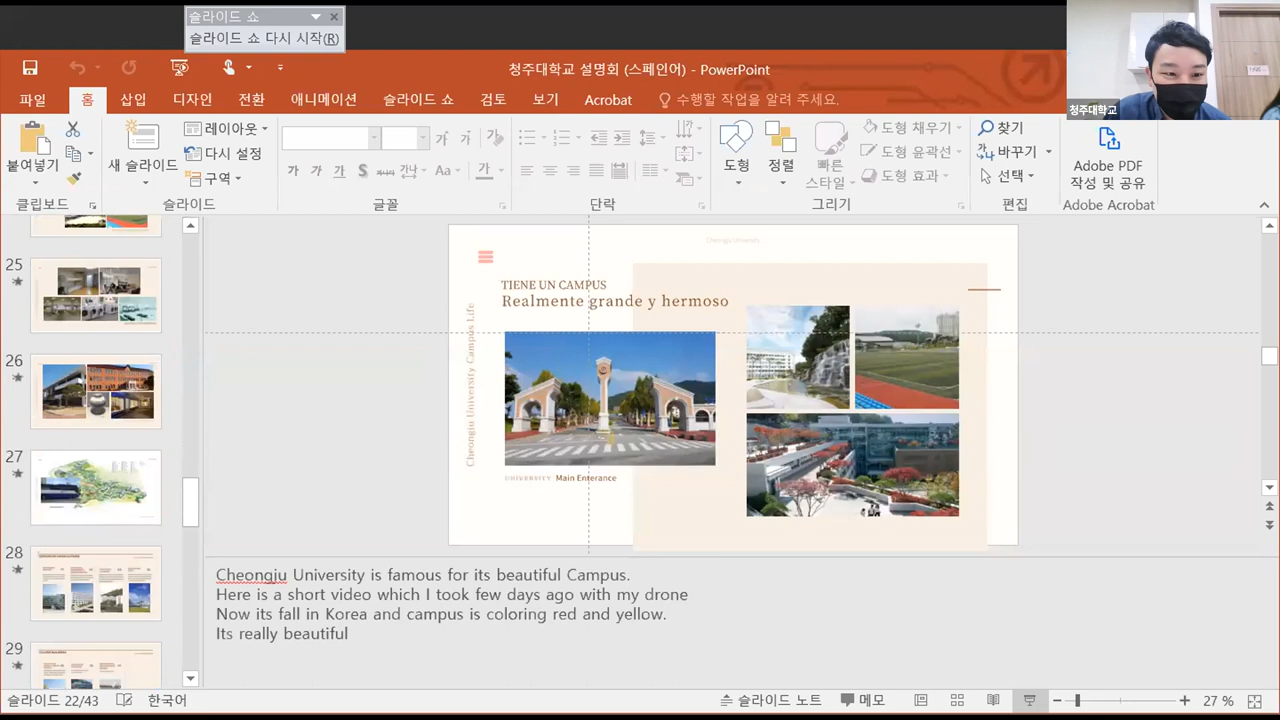 슬라이드 쇼
슬라이드 쇼 다시 시작(R)
청주대학교
청주대학교 설명회 (스페인어) - PowerPoint
파일 홈 삽입 디자인 전환 애니메이션 슬라이드 쇼 검토 보기 Acrobat 수행할 작업을 알려 주세요.
붙여넣기
새 슬라이드
레이아웃
다시 설정
구역
가 가 가 S 가나 간 Aa 가
도형
정렬
빠른
스타일
도형 채우기
도형 윤곽선
도형 효과
찾기
바꾸기
선택
Adobe PDF
작성 및 공유
클립보드 슬라이드 글꼴 단락 그리기 편집 Adobe Acrobat
25
26
27
28
29
Cheongju University
TIENE UN CAMPUS
Realmente grande y hermoso
Cheongju University Campus Life
UNIVERSITY Main Enterance
Cheongju University is famous for its beautiful Campus.
Here is a short video which I took few days ago with my drone
Now its fall in Korea and campus is coloring red and yellow.
Its really beautiful
슬라이드 22/43 한국어 슬라이드 노트 메모 27 %